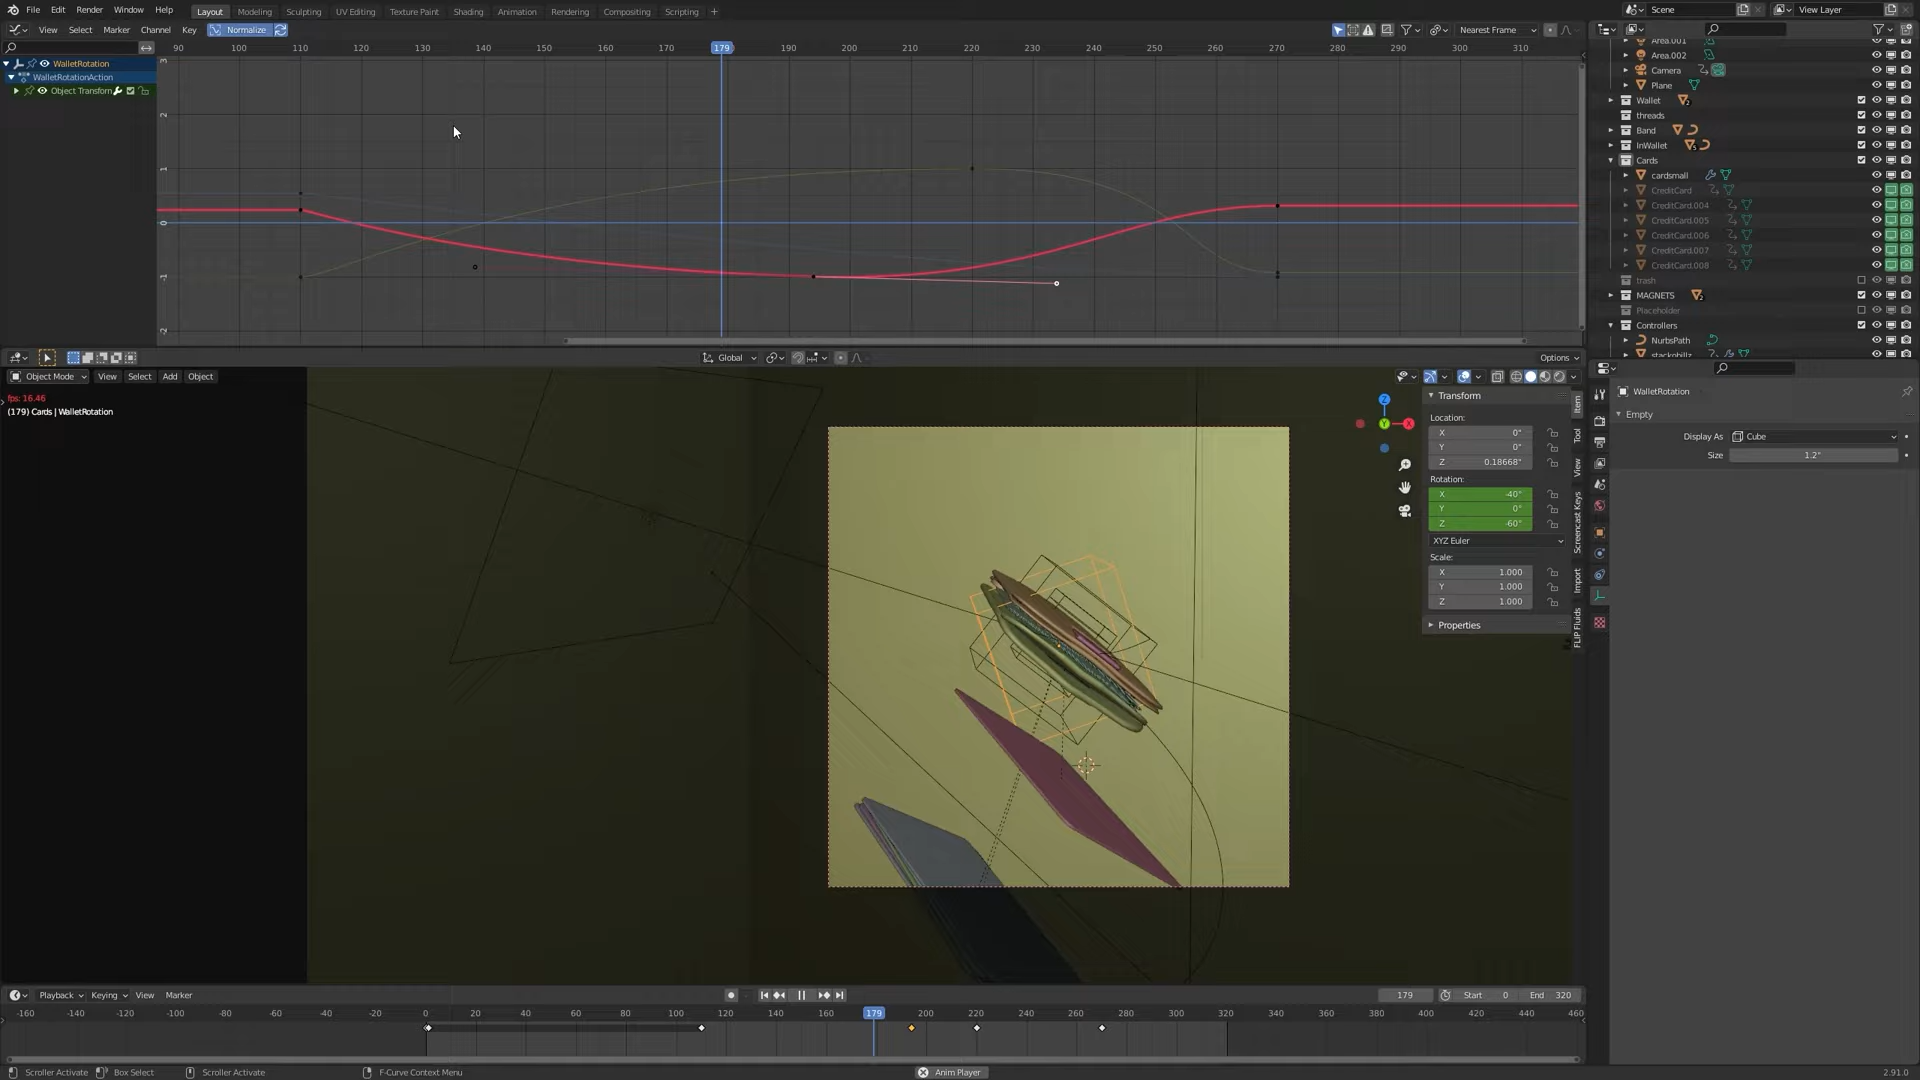 File Edit Render Window Help Layout Modeling Sculpting UV Editing Texture Paint Shading Animation Rendering Compositing Scripting + Scene View Layer
View Select Marker Channel Key Normalize Nearest Frame
90 100 110 120 130 140 150 160 170 179 190 200 210 220 230 240 250 260 270 280 290 300 310
WalletRotation
WalletRotationAction
Object Transform
3
2
1
0
-1
-2
Area.001
Area.002
Camera
Plane
Wallet
threads
Band
InWallet
Cards
cardsmall
CreditCard
CreditCard.004
CreditCard.005
CreditCard.006
CreditCard.007
CreditCard.008
trash
MAGNETS
Placeholder
Controllers
NurbsPath
Global Options
Object Mode View Select Add Object
fps: 16.46
(179) Cards | WalletRotation
Z
Y X
Transform
Location:
X 0"
Y 0"
Z 0.18668"
Rotation:
X -40°
Y 0°
Z -60°
XYZ Euler
Scale:
X 1.000
Y 1.000
Z 1.000
Properties
Item
Tool
View
Screencast Keys
Import
FLIP Fluids
WalletRotation
Empty
Display As Cube
Size 1.2"
Playback Keying View Marker 179 Start 0 End 320
-160 -140 -120 -100 -80 -60 -40 -20 0 20 40 60 80 100 120 140 160 179 200 220 240 260 280 300 320 340 360 380 400 420 440 460
Scroller Activate Box Select Scroller Activate F-Curve Context Menu Anim Player 2.91.0